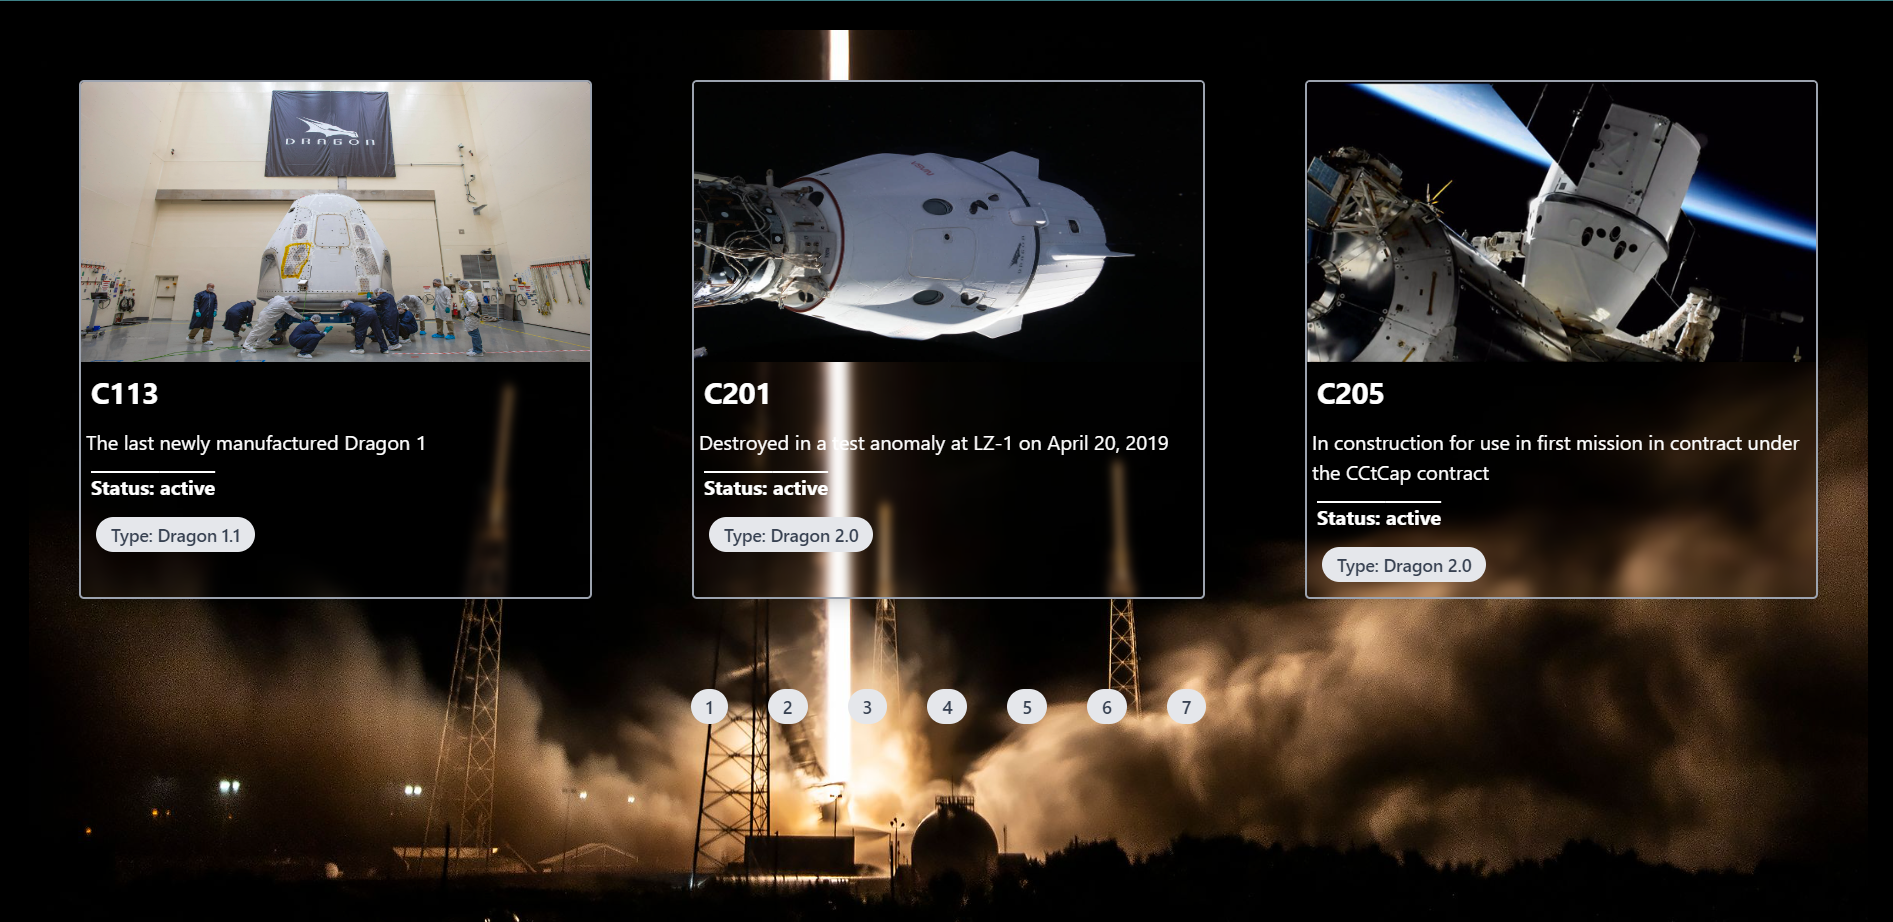 DRAGON
C113
The last newly manufactured Dragon 1
Status: active
Type: Dragon 1.1
C201
Destroyed in a test anomaly at LZ-1 on April 20, 2019
Status: active
Type: Dragon 2.0
C205
In construction for use in first mission in contract under
the CCtCap contract
Status: active
Type: Dragon 2.0
1 2 3 4 5 6 7